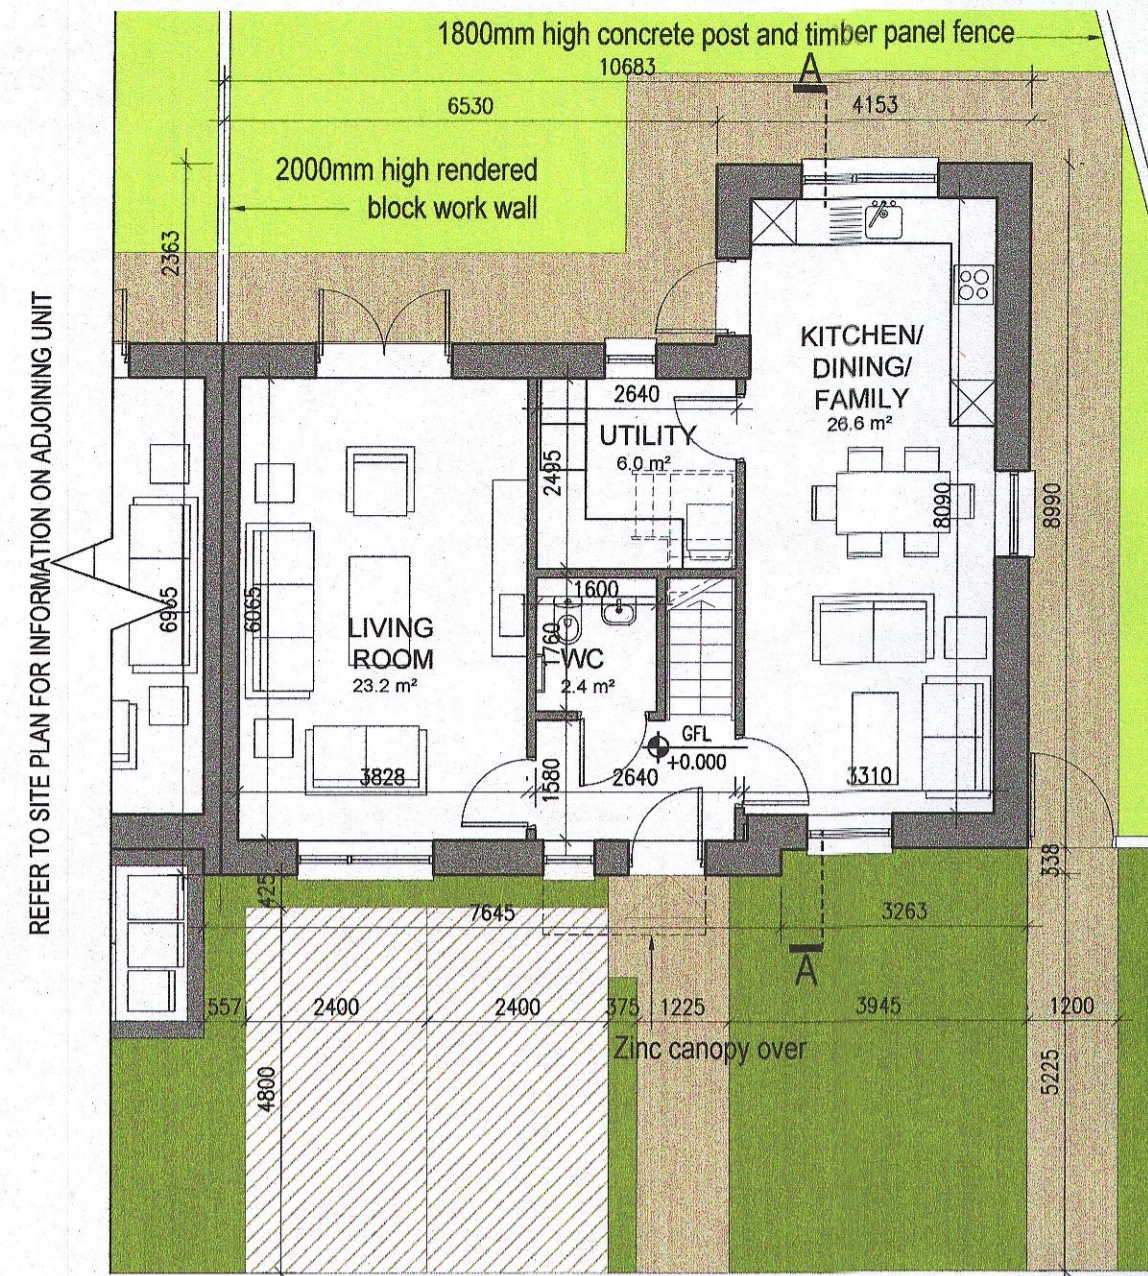 1800mm high concrete post and timber panel fence
10683
A
6530
4153
2000mm high rendered
block work wall
2363
REFER TO SITE PLAN FOR INFORMATION ON ADJOINING UNIT
KITCHEN/
DINING/
FAMILY
26.6 m²
2640
UTILITY
6.0 m²
2495
8090
8990
1600
6965
6065
LIVING
ROOM
23.2 m²
1760
WC
2.4 m²
GFL
+0.000
3828
1580
2640
3310
338
425
7645
3263
A
557
2400
2400
375
1225
3945
1200
Zinc canopy over
4800
5225